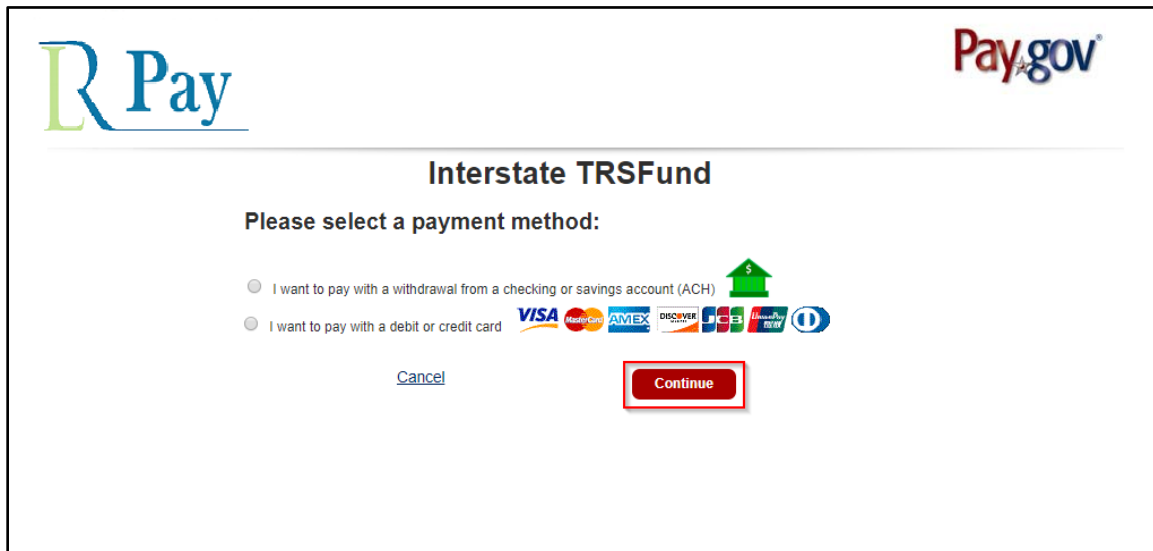 LR Pay
Pay.gov
Interstate TRSFund
Please select a payment method:
I want to pay with a withdrawal from a checking or savings account (ACH) $
I want to pay with a debit or credit card VISA MasterCard AMEX DISCOVER JCB UnionPay
Cancel
Continue